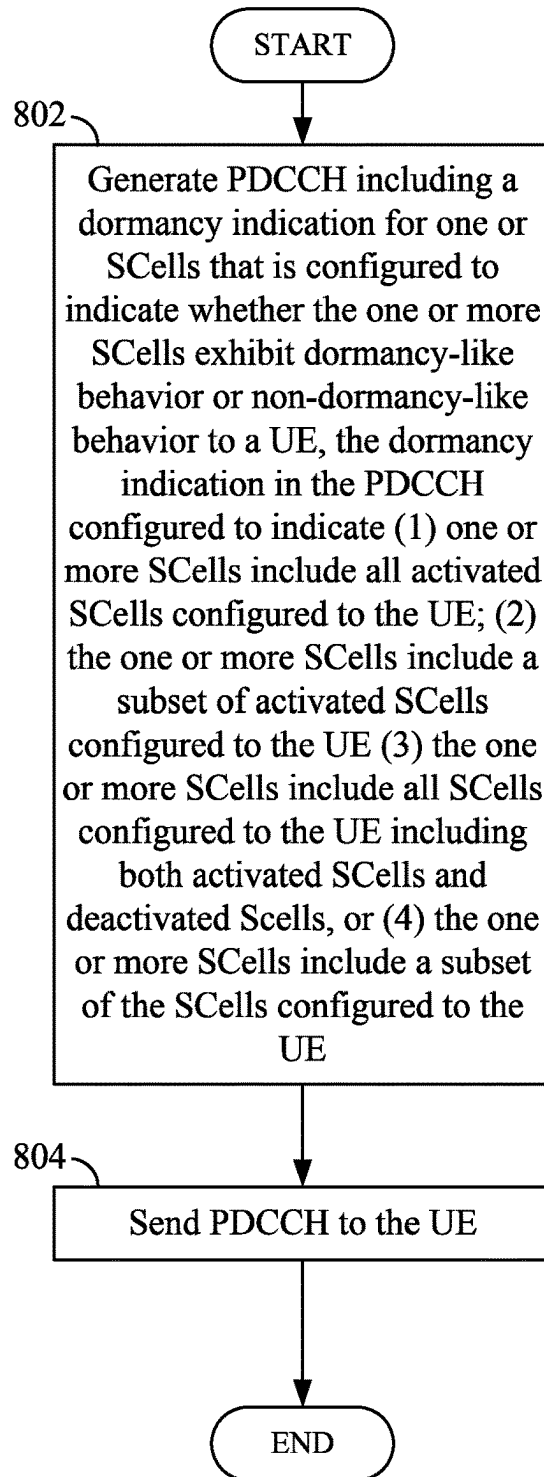 START
802
Generate PDCCH including a
dormancy indication for one or
SCells that is configured to
indicate whether the one or more
SCells exhibit dormancy-like
behavior or non-dormancy-like
behavior to a UE, the dormancy
indication in the PDCCH
configured to indicate (1) one or
more SCells include all activated
SCells configured to the UE; (2)
the one or more SCells include a
subset of activated SCells
configured to the UE (3) the one
or more SCells include all SCells
configured to the UE including
both activated SCells and
deactivated Scells, or (4) the one
or more SCells include a subset
of the SCells configured to the
UE
804
Send PDCCH to the UE
END